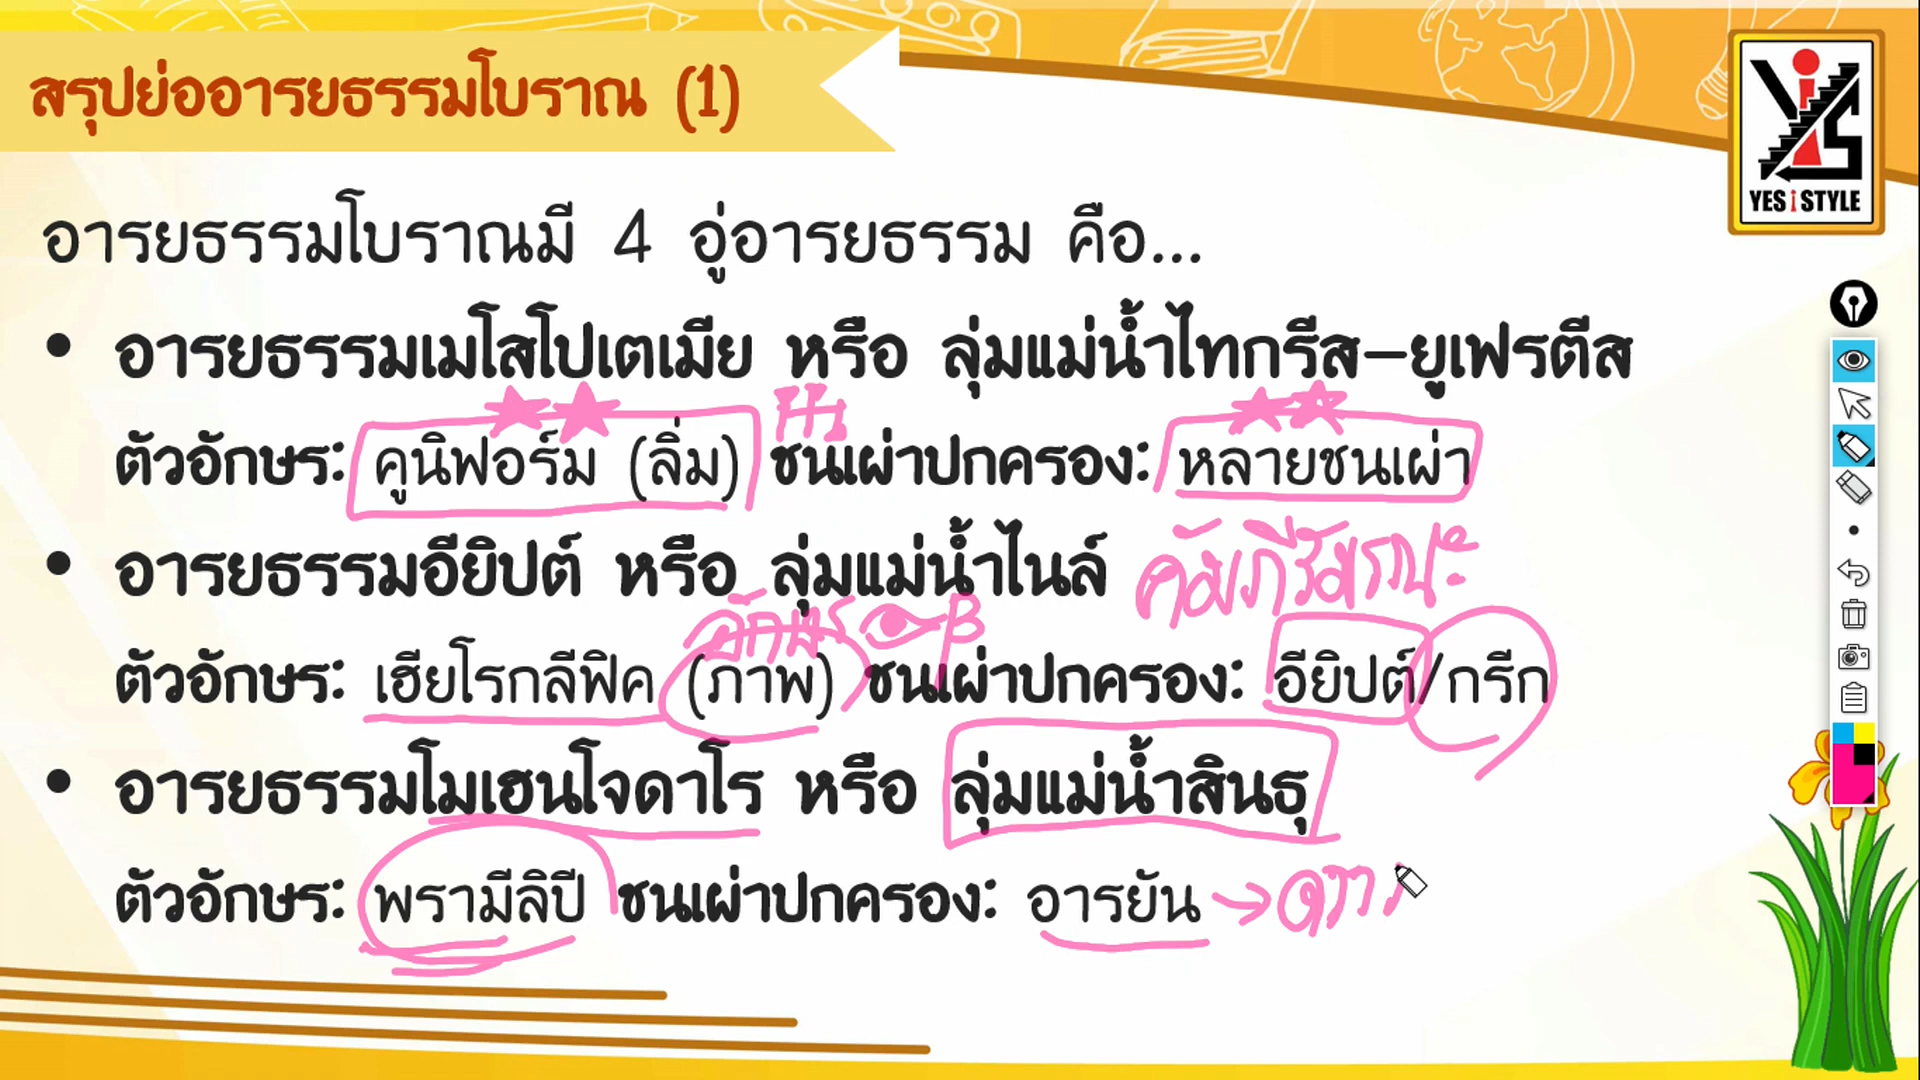 สรุปย่ออารยธรรมโบราณ (1)
YES i STYLE
อารยธรรมโบราณมี 4 อู่อารยธรรม คือ...
• อารยธรรมเมโสโปเตเมีย หรือ ลุ่มแม่น้ำไทกรีส-ยูเฟรตีส
ตัวอักษร: คูนิฟอร์ม (ลิ่ม) ชนเผ่าปกครอง: หลายชนเผ่า
• อารยธรรมอียิปต์ หรือ ลุ่มแม่น้ำไนล์
อักษร
ตัวอักษร: เฮียโรกลีฟิค (ภาพ) ชนเผ่าปกครอง: อียิปต์/กรีก
• อารยธรรมโมเฮนโจดาโร หรือ ลุ่มแม่น้ำสินธุ
ตัวอักษร: พรามีลิปี ชนเผ่าปกครอง: อารยัน →